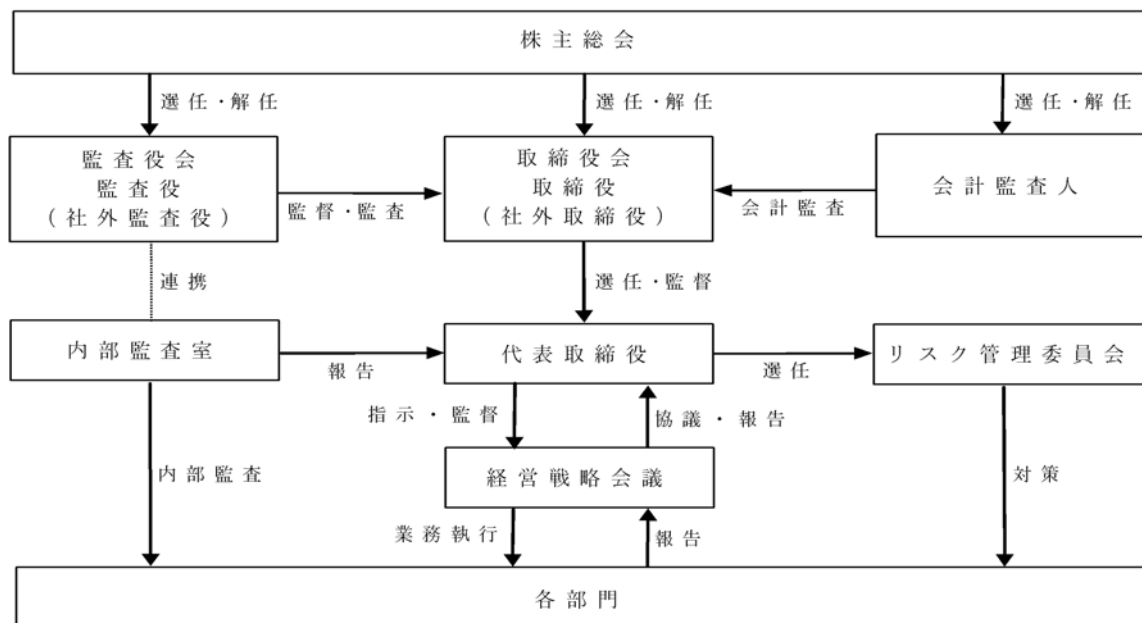 株主総会
選任・解任
選任・解任
選任・解任
監査役会
監査役
(社外監査役)
監督・監査
取締役会
取締役
(社外取締役)
会計監査
会計監査人
連携
選任・監督
内部監査室
報告
代表取締役
選任
リスク管理委員会
指示・監督
協議・報告
内部監査
経営戦略会議
対策
業務執行
報告
各部門